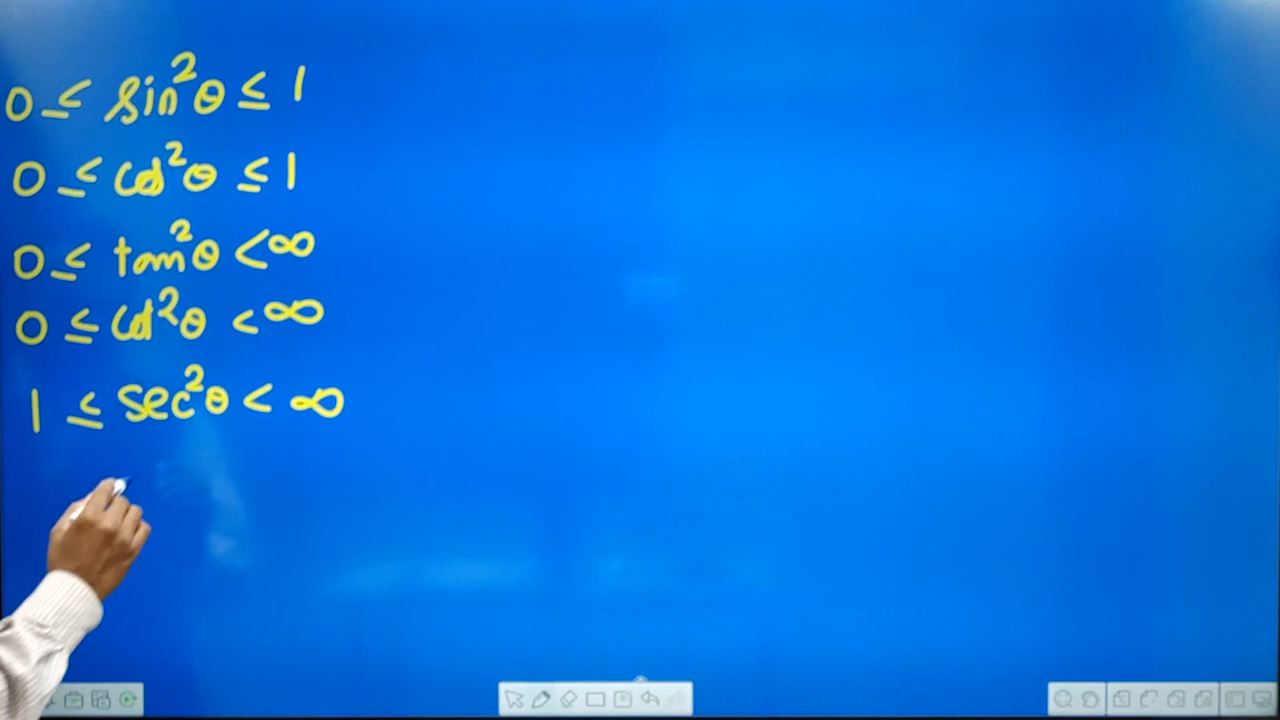 0 ≤ sin²θ ≤ 1
0 ≤ cos²θ ≤ 1
0 ≤ tan²θ < ∞
0 ≤ cot²θ < ∞
1 ≤ sec²θ < ∞